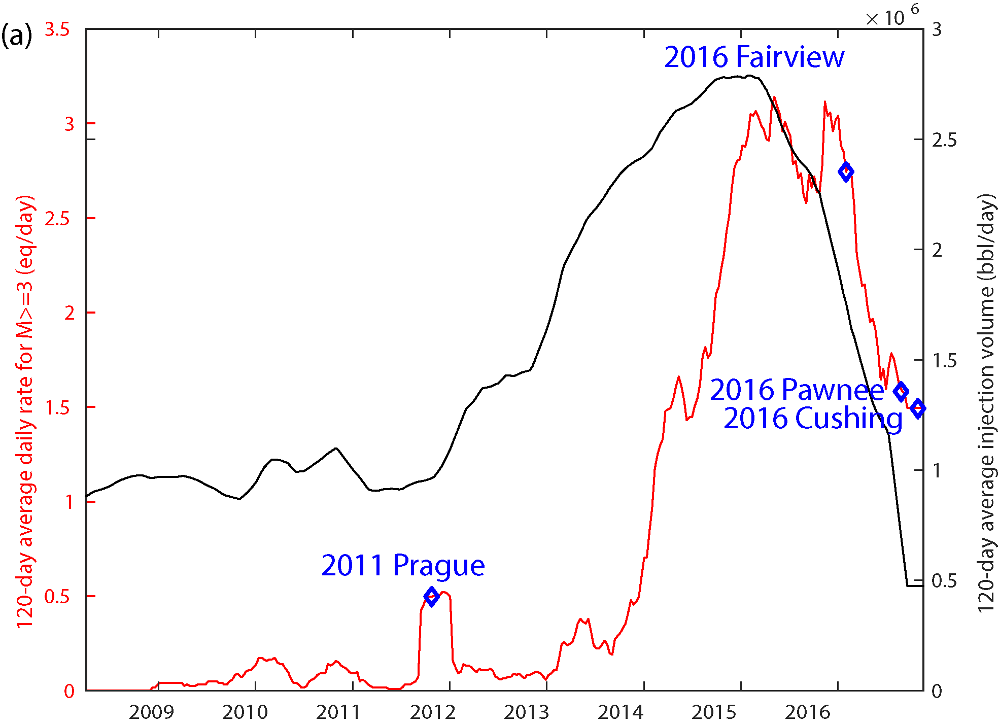 (a)
× 10 6
3.5
3
2.5
2
1.5
1
0.5
0
120-day average daily rate for M>=3 (eq/day)
2016 Fairview
2016 Pawnee
2016 Cushing
2011 Prague
3
2.5
2
1.5
1
0.5
0
120-day average injection volume (bbl/day)
2009 2010 2011 2012 2013 2014 2015 2016